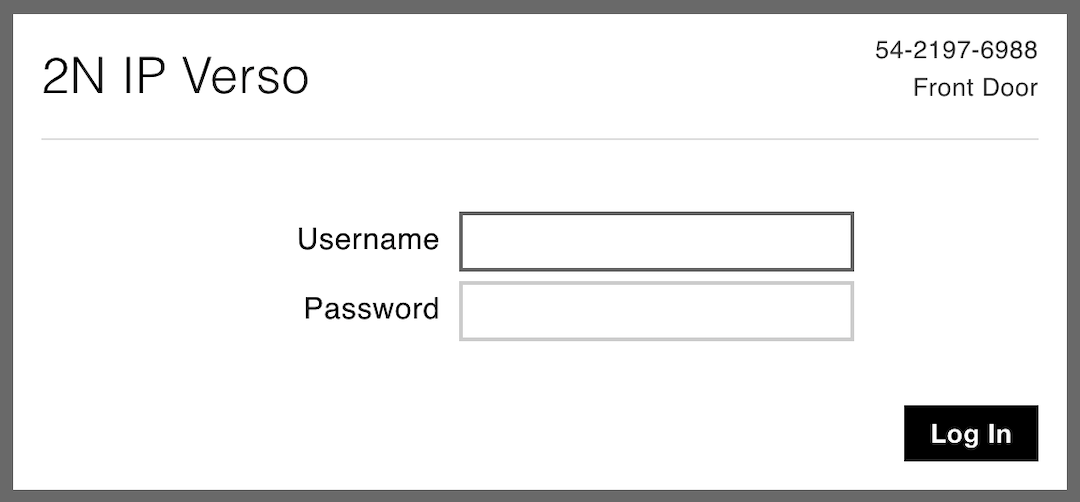 2N IP Verso
54-2197-6988
Front Door
Username
Password
Log In